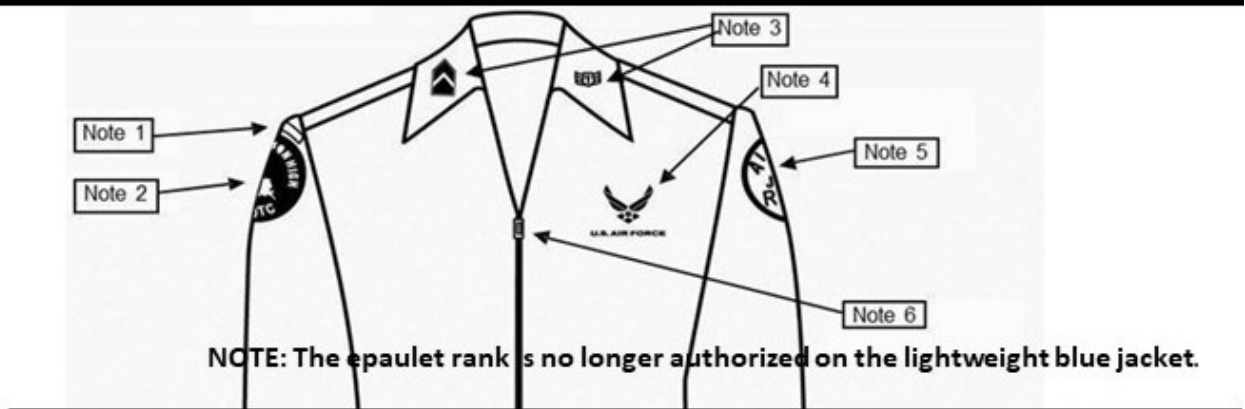 Note 3
Note 4
Note 1
Note 5
Note 2
U.S. AIR FORCE
Note 6
NOTE: The epaulet rank is no longer authorized on the lightweight blue jacket.